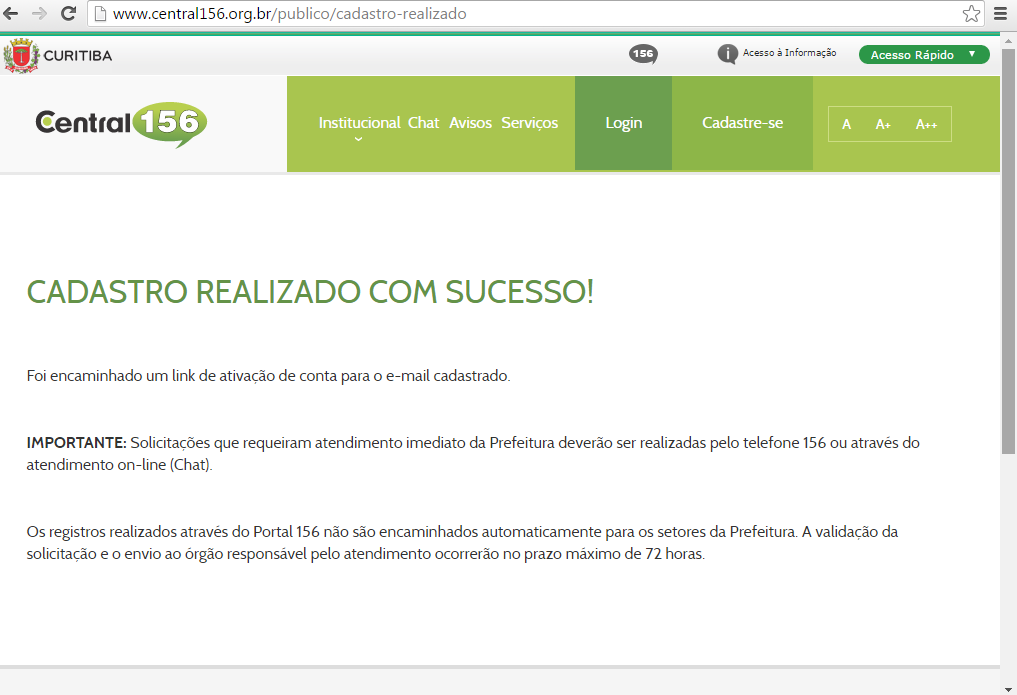 www.central156.org.br/publico/cadastro-realizado
CURITIBA
156
i Acesso à Informação
Acesso Rápido
Central 156
Institucional Chat Avisos Serviços
Login
Cadastre-se
A A+ A++
CADASTRO REALIZADO COM SUCESSO!
Foi encaminhado um link de ativação de conta para o e-mail cadastrado.
IMPORTANTE: Solicitações que requeiram atendimento imediato da Prefeitura deverão ser realizadas pelo telefone 156 ou através do
atendimento on-line (Chat).
Os registros realizados através do Portal 156 não são encaminhados automaticamente para os setores da Prefeitura. A validação da
solicitação e o envio ao órgão responsável pelo atendimento ocorrerão no prazo máximo de 72 horas.